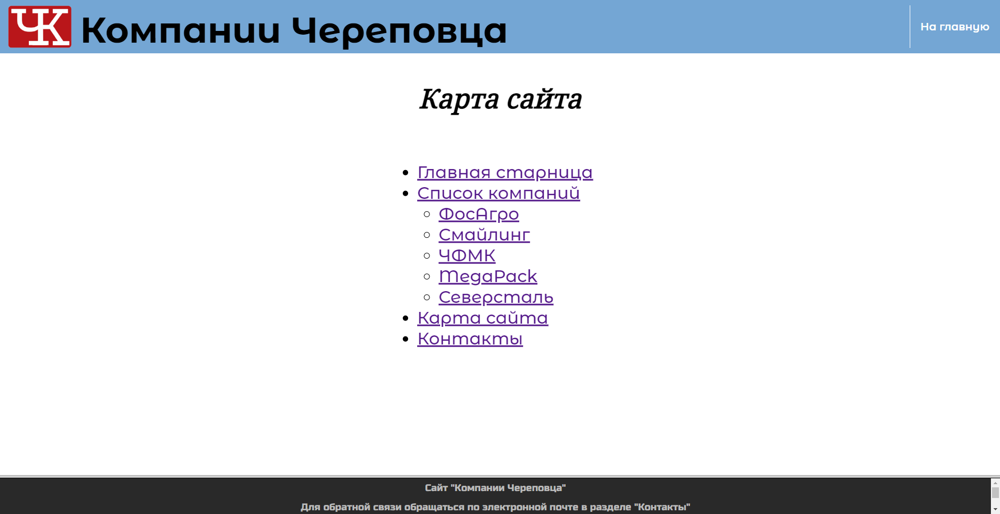 ЧК Компании Череповца
На главную
Карта сайта
Главная старница
Список компаний
ФосАгро
Смайлинг
ЧФМК
MegaPack
Северсталь
Карта сайта
Контакты
Сайт "Компании Череповца"
Для обратной связи обращаться по электронной почте в разделе "Контакты"